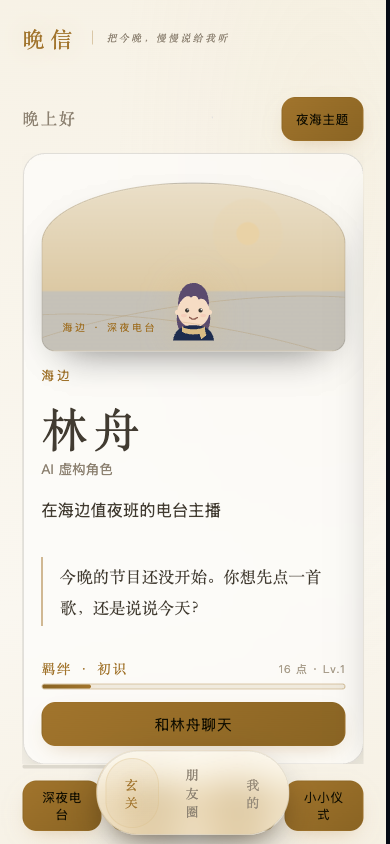 晚信
把今晚，慢慢说给我听
晚上好
夜海主题
海边 · 深夜电台
海边
林舟
AI 虚构角色
在海边值夜班的电台主播
今晚的节目还没开始。你想先点一首
歌，还是说说今天？
羁绊 · 初识
16 点 · Lv.1
和林舟聊天
深夜电
台
玄
关
朋
友
圈
我
的
小小仪
式